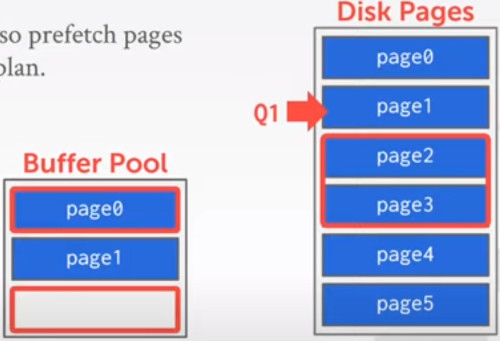 so prefetch pages
plan.
Disk Pages
page0
page1
page2
page3
page4
page5
Q1
Buffer Pool
page0
page1